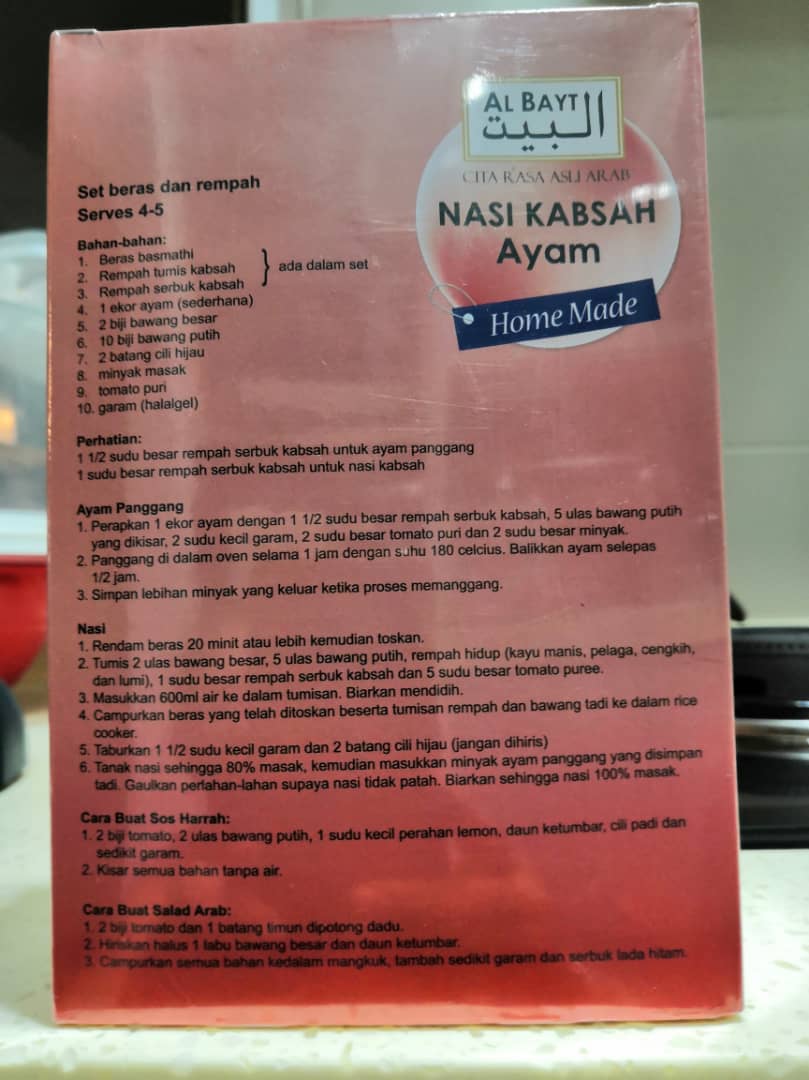 AL BAYT
البيت
CITA RASA ASLI ARAB
NASI KABSAH
Ayam
Home Made
Set beras dan rempah
Serves 4-5
Bahan-bahan:
1. Beras basmathi
2. Rempah tumis kabsah
3. Rempah serbuk kabsah
} ada dalam set
4. 1 ekor ayam (sederhana)
5. 2 biji bawang besar
6. 10 biji bawang putih
7. 2 batang cili hijau
8. minyak masak
9. tomato puri
10. garam (halalgel)
Perhatian:
1 1/2 sudu besar rempah serbuk kabsah untuk ayam panggang
1 sudu besar rempah serbuk kabsah untuk nasi kabsah
Ayam Panggang
1. Perapkan 1 ekor ayam dengan 1 1/2 sudu besar rempah serbuk kabsah, 5 ulas bawang putih
yang dikisar, 2 sudu kecil garam, 2 sudu besar tomato puri dan 2 sudu besar minyak.
2. Panggang di dalam oven selama 1 jam dengan suhu 180 celcius. Balikkan ayam selepas
1/2 jam.
3. Simpan lebihan minyak yang keluar ketika proses memanggang.
Nasi
1. Rendam beras 20 minit atau lebih kemudian toskan.
2. Tumis 2 ulas bawang besar, 5 ulas bawang putih, rempah hidup (kayu manis, pelaga, cengkih,
dan lumi), 1 sudu besar rempah serbuk kabsah dan 5 sudu besar tomato puree.
3. Masukkan 600ml air ke dalam tumisan. Biarkan mendidih.
4. Campurkan beras yang telah ditoskan beserta tumisan rempah dan bawang tadi ke dalam rice
cooker.
5. Taburkan 1 1/2 sudu kecil garam dan 2 batang cili hijau (jangan dihiris)
6. Tanak nasi sehingga 80% masak, kemudian masukkan minyak ayam panggang yang disimpan
tadi. Gaulkan perlahan-lahan supaya nasi tidak patah. Biarkan sehingga nasi 100% masak.
Cara Buat Sos Harrah:
1. 2 biji tomato, 2 ulas bawang putih, 1 sudu kecil perahan lemon, daun ketumbar, cili padi dan
sedikit garam.
2. Kisar semua bahan tanpa air.
Cara Buat Salad Arab:
1. 2 biji tomato dan 1 batang timun dipotong dadu.
2. Hiriskan halus 1 labu bawang besar dan daun ketumbar.
3. Campurkan semua bahan kedalam mangkuk, tambah sedikit garam dan serbuk lada hitam.